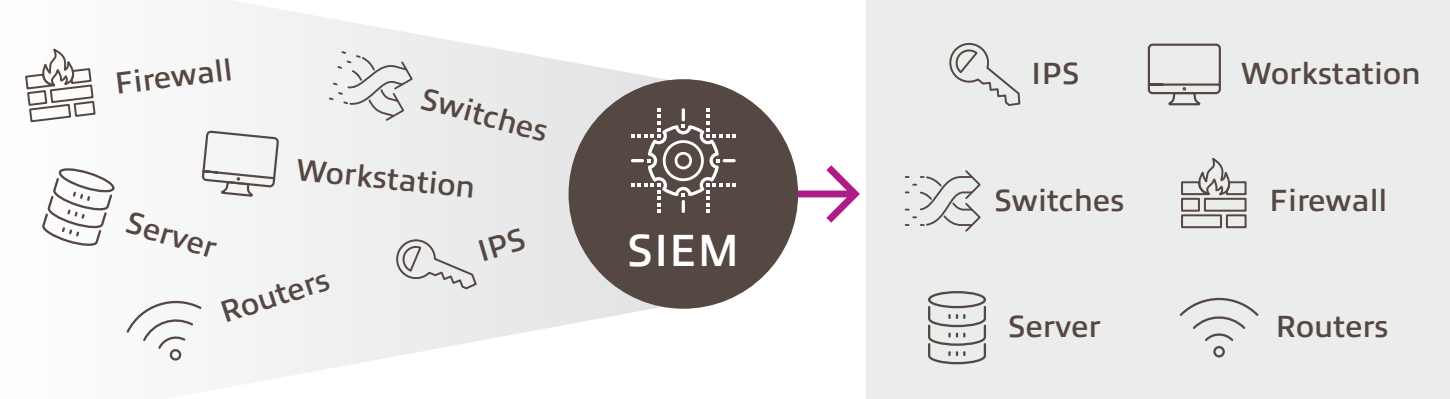 Firewall
Switches
Workstation
Server
IPS
Routers
SIEM
IPS
Workstation
Switches
Firewall
Server
Routers